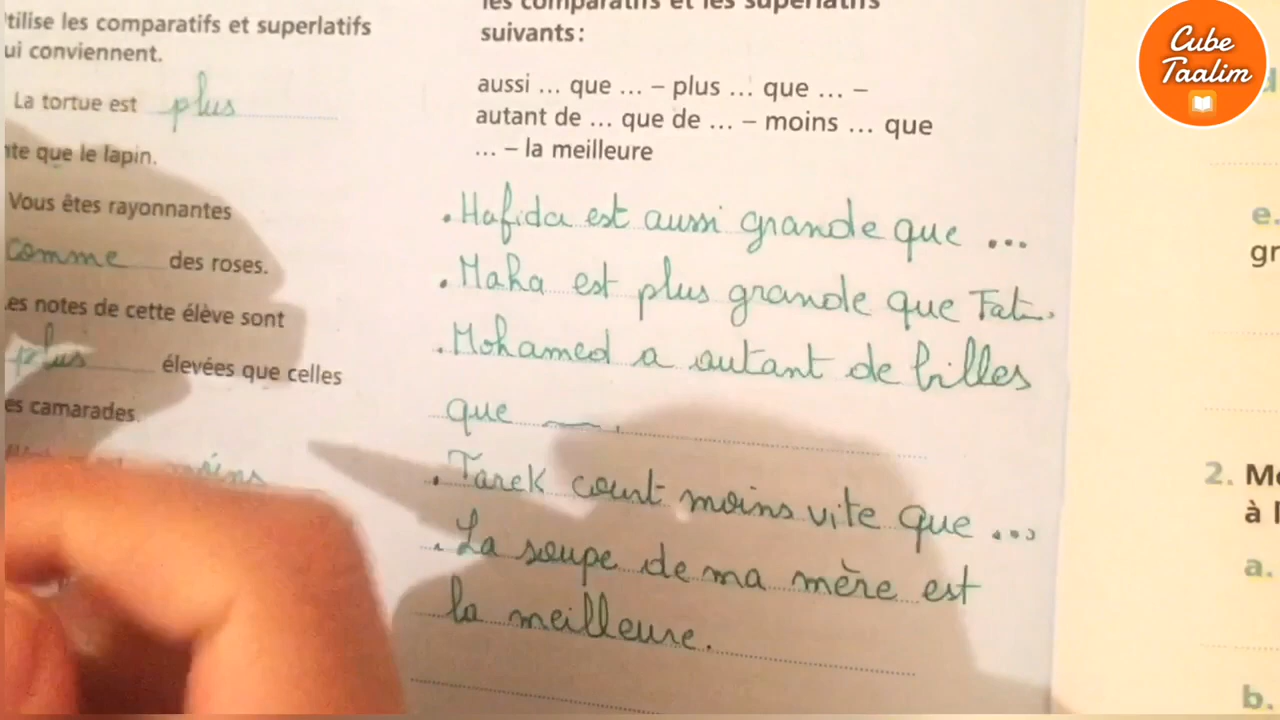 tilise les comparatifs et superlatifs
ui conviennent.
La tortue est plus
nte que le lapin.
Vous êtes rayonnantes
comme des roses.
Les notes de cette élève sont
plus élevées que celles
es camarades.
moins
les comparatifs et les superlatifs
suivants :
aussi ... que ... – plus ... que ... –
autant de ... que de ... – moins ... que
... – la meilleure
. Hafida est aussi grande que ...
. Maha est plus grande que Fat
. Mohamed a autant de billes
que
. Tarek court moins vite que ...
. La soupe de ma mère est
la meilleure.
Cube
Taalim
e.
gr
2. Me
à l
a.
b.